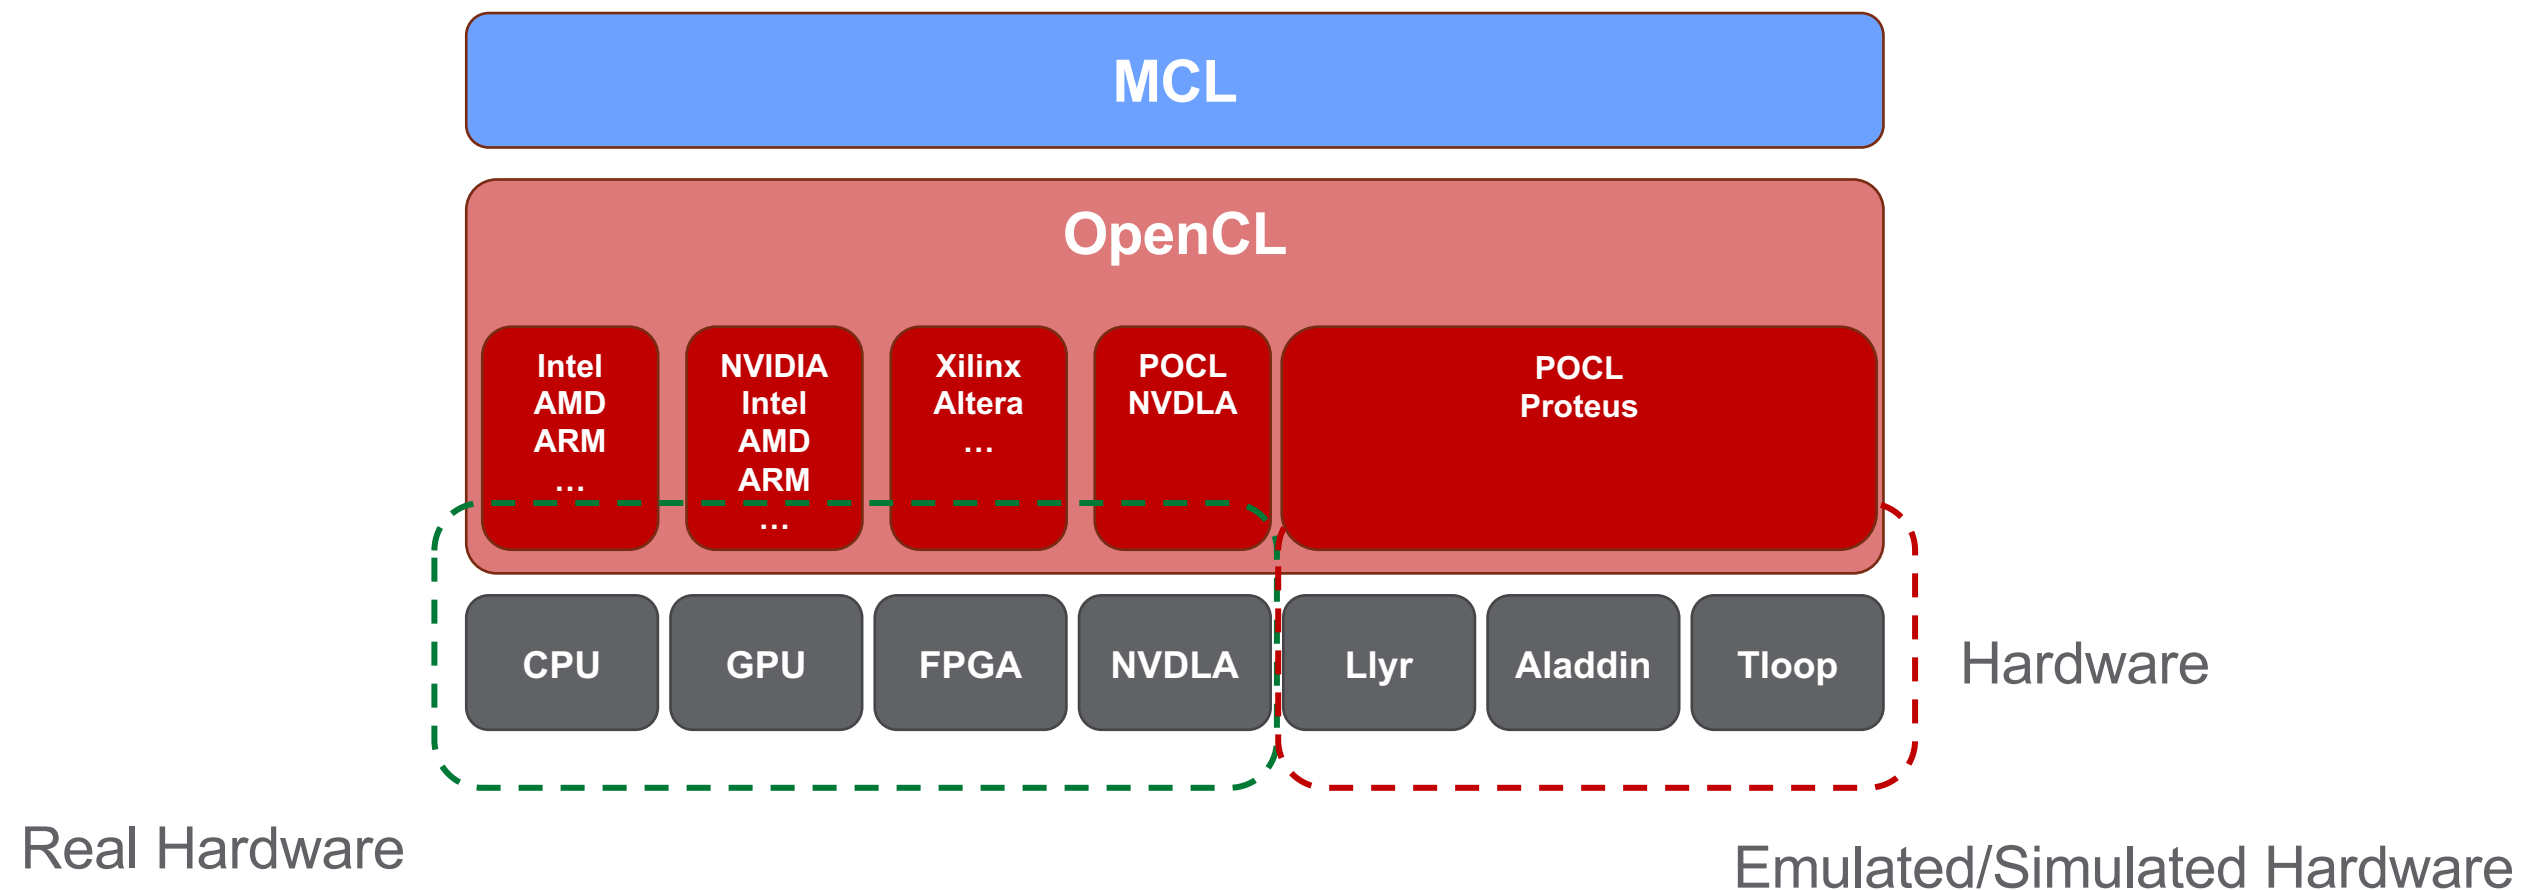 MCL
OpenCL
Intel
AMD
ARM
…
NVIDIA
Intel
AMD
ARM
…
Xilinx
Altera
…
POCL
NVDLA
POCL
Proteus
CPU
GPU
FPGA
NVDLA
Llyr
Aladdin
Tloop
Hardware
Real Hardware
Emulated/Simulated Hardware